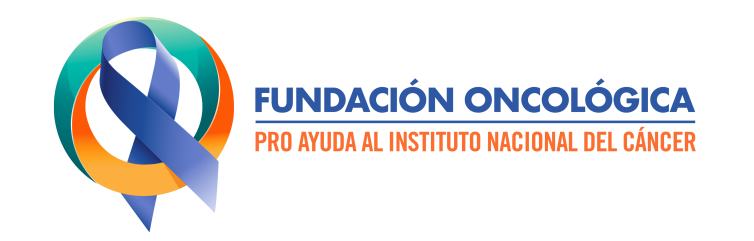 FUNDACIÓN ONCOLÓGICA
PRO AYUDA AL INSTITUTO NACIONAL DEL CÁNCER